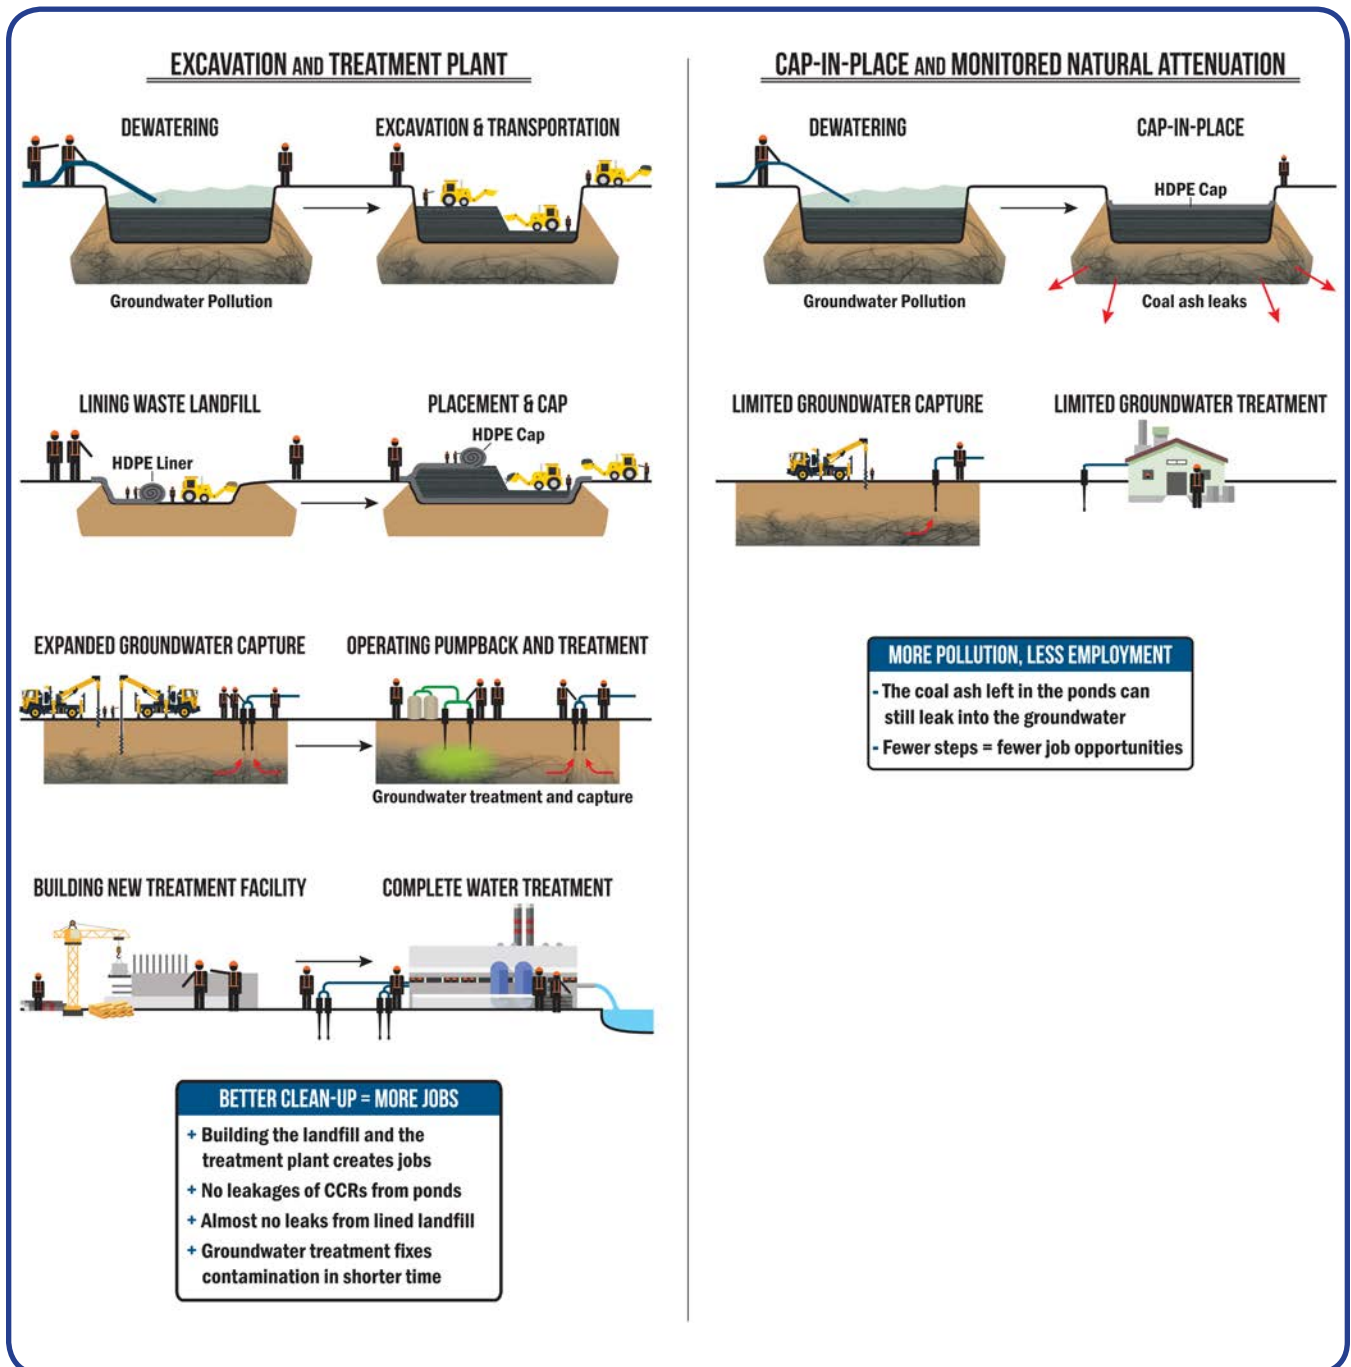 EXCAVATION AND TREATMENT PLANT
DEWATERING
EXCAVATION & TRANSPORTATION
Groundwater Pollution
LINING WASTE LANDFILL
PLACEMENT & CAP
HDPE Liner
HDPE Cap
EXPANDED GROUNDWATER CAPTURE
OPERATING PUMPBACK AND TREATMENT
Groundwater treatment and capture
BUILDING NEW TREATMENT FACILITY
COMPLETE WATER TREATMENT
BETTER CLEAN-UP = MORE JOBS
+ Building the landfill and the
treatment plant creates jobs
+ No leakages of CCRs from ponds
+ Almost no leaks from lined landfill
+ Groundwater treatment fixes
contamination in shorter time
CAP-IN-PLACE AND MONITORED NATURAL ATTENUATION
DEWATERING
CAP-IN-PLACE
HDPE Cap
Groundwater Pollution
Coal ash leaks
LIMITED GROUNDWATER CAPTURE
LIMITED GROUNDWATER TREATMENT
MORE POLLUTION, LESS EMPLOYMENT
- The coal ash left in the ponds can
still leak into the groundwater
- Fewer steps = fewer job opportunities